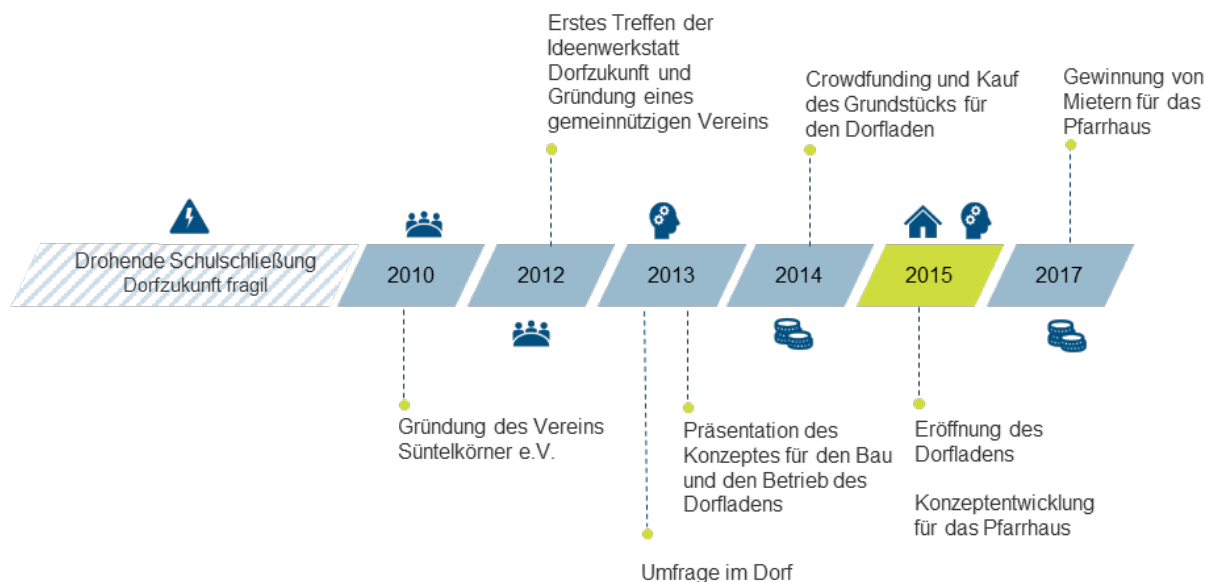 Erstes Treffen der
Ideenwerkstatt
Dorfzukunft und
Gründung eines
gemeinnützigen Vereins
Crowdfunding und Kauf
des Grundstücks für
den Dorfladen
Gewinnung von
Mietern für das
Pfarrhaus
Drohende Schulschließung
Dorfzukunft fragil
2010
2012
2013
2014
2015
2017
Gründung des Vereins
Süntelkörner e.V.
Präsentation des
Konzeptes für den Bau
und den Betrieb des
Dorfladens
Eröffnung des
Dorfladens
Konzeptentwicklung
für das Pfarrhaus
Umfrage im Dorf